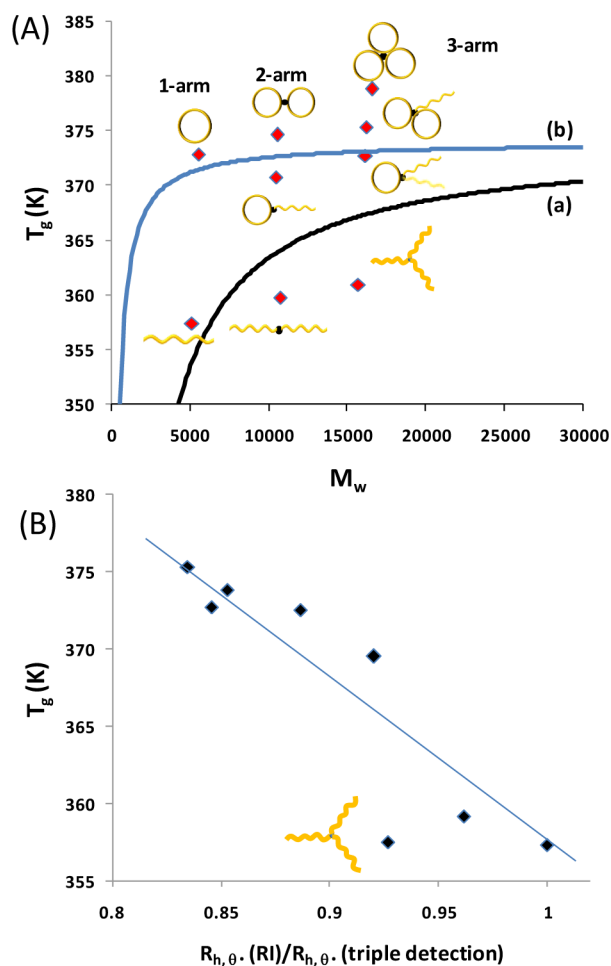 (A)
385
380
375
370
365
360
355
350
T_g (K)
1-arm
2-arm
3-arm
(b)
(a)
0
5000
10000
15000
20000
25000
30000
M_w
(B)
380
375
370
365
360
355
T_g (K)
0.8
0.85
0.9
0.95
1
R_h,θ. (RI)/R_h,θ. (triple detection)